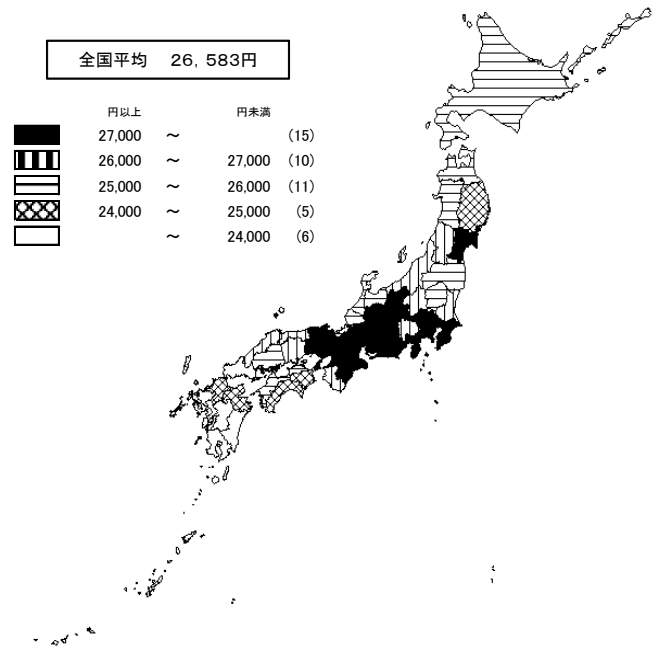 全国平均　２６，５８３円
円以上　円未満
27,000　～　（15）
26,000　～　27,000　（10）
25,000　～　26,000　（11）
24,000　～　25,000　（5）
～　24,000　（6）